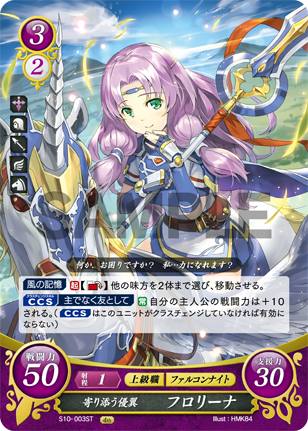 3
2
SAMPLE
何か、お困りですか? 私…力になれます?
風の記憶 起【】他の味方を2体まで選び、移動させる。
CCS 主でなく友として 常 自分の主人公の戦闘力は+10
される。(CCSはこのユニットがクラスチェンジしていなければ有効に
ならない)
戦闘力
50
射程 1
上級職 ファルコンナイト
支援力
30
寄り添う優翼 フロリーナ
S10-003ST
Illust:HMK84